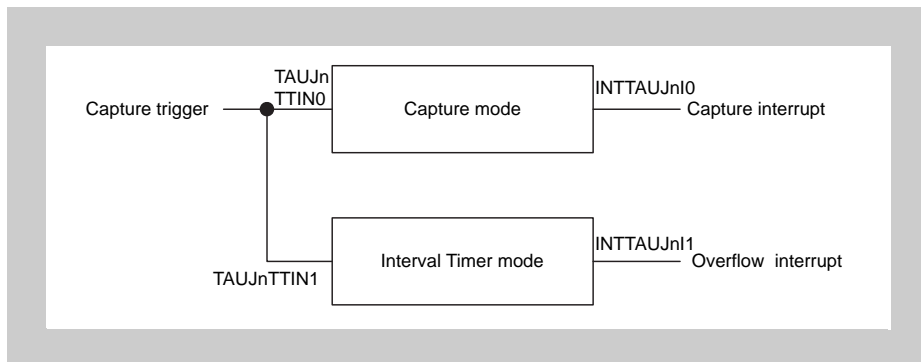 TAUJn
TTIN0
INTTAUJnI0
Capture trigger
Capture mode
Capture interrupt
INTTAUJnI1
Interval Timer mode
Overflow interrupt
TAUJnTTIN1